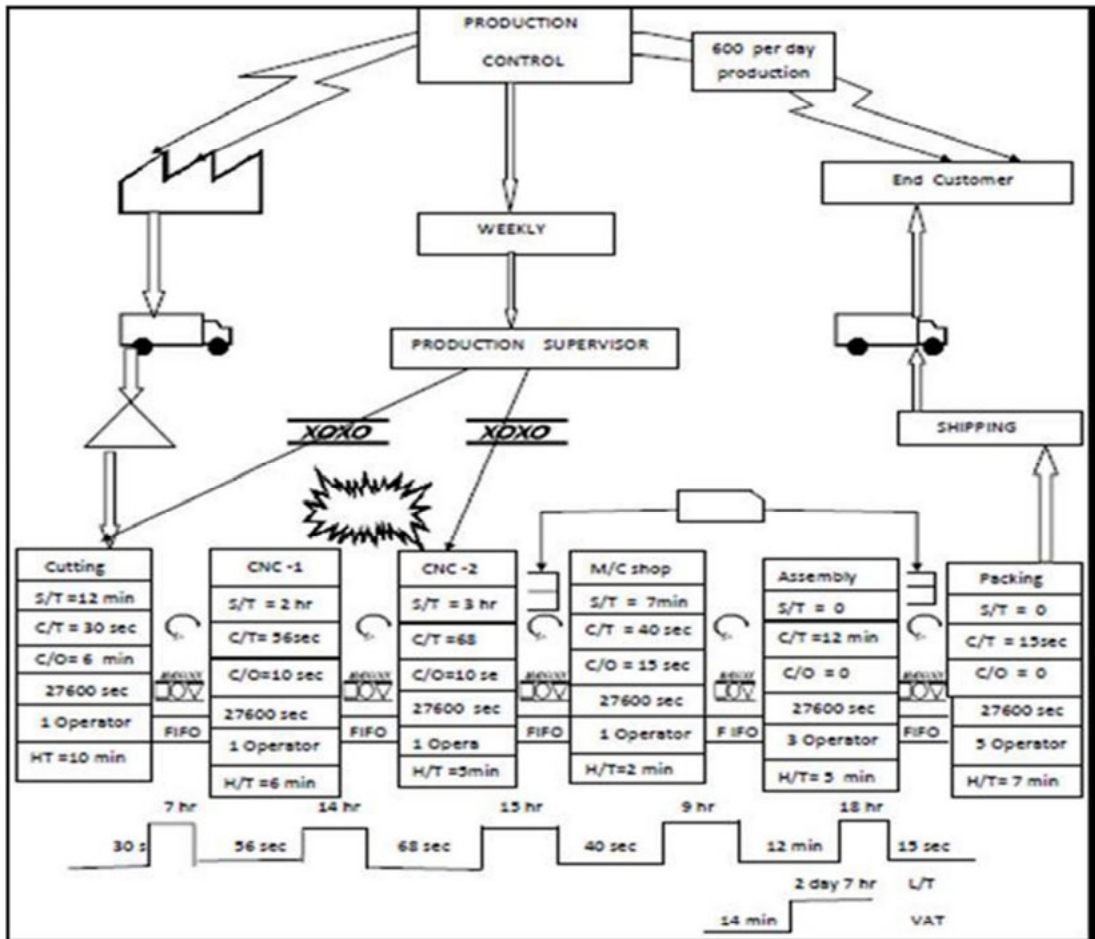 PRODUCTION
CONTROL
600 per day
production
End Customer
WEEKLY
PRODUCTION SUPERVISOR
XOXO
XOXO
SHIPPING
Cutting
S/T =12 min
C/T = 30 sec
C/O= 6 min
27600 sec
1 Operator
HT =10 min
FIFO
CNC -1
S/T = 2 hr
C/T= 56sec
C/O=10 sec
27600 sec
1 Operator
H/T=6 min
FIFO
CNC -2
S/T = 3 hr
C/T =68
C/O=10 se
27600 sec
1 Opera
H/T=5min
FIFO
M/C shop
S/T = 7min
C/T = 40 sec
C/O = 15 sec
27600 sec
1 Operator
H/T=2 min
F IFO
Assembly
S/T = 0
C/T=12 min
C/O = 0
27600 sec
3 Operator
H/T= 5 min
FIFO
Packing
S/T = 0
C/T = 15sec
C/O = 0
27600 sec
5 Operator
H/T= 7 min
7 hr 14 hr 15 hr 9 hr 18 hr
30 s 56 sec 68 sec 40 sec 12 min 15 sec
2 day 7 hr L/T
14 min VAT